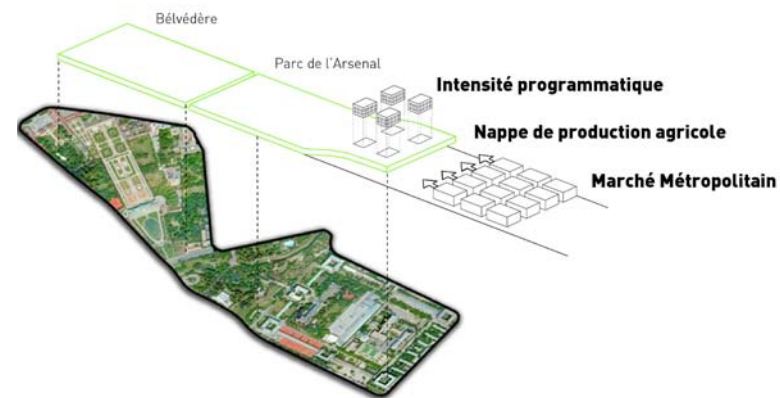 Bélvédère
Parc de l'Arsenal
Intensité programmatique
Nappe de production agricole
Marché Métropolitain